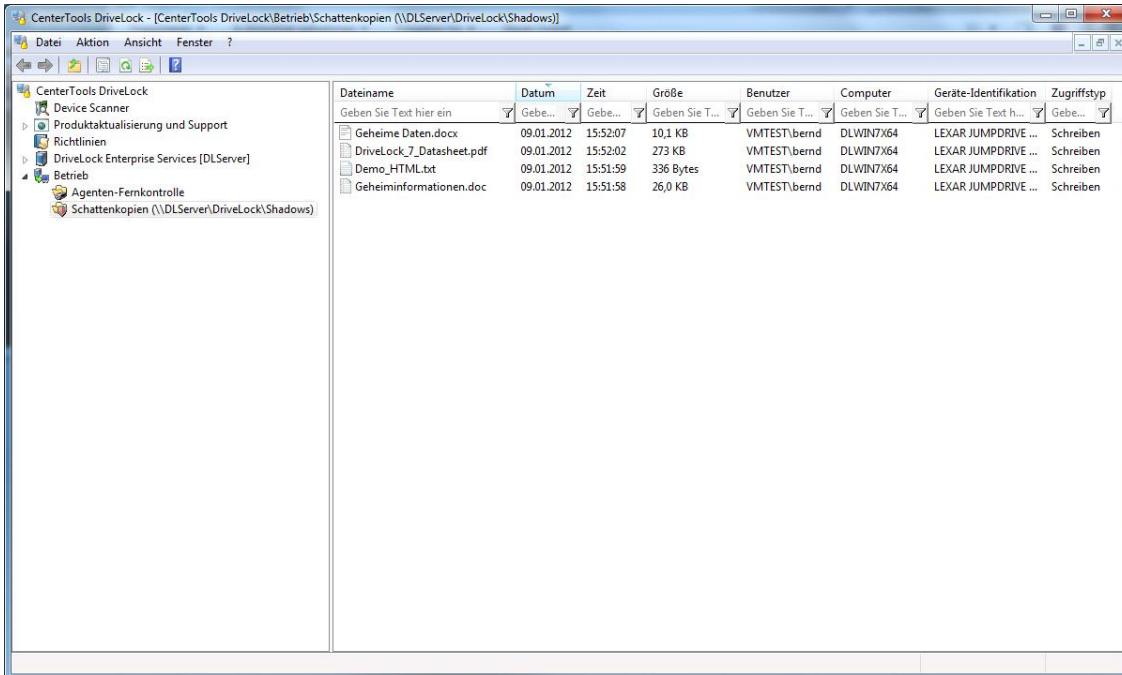 CenterTools DriveLock - [CenterTools DriveLock\Betrieb\Schattenkopien (\\DLServer\DriveLock\Shadows)]
Datei Aktion Ansicht Fenster ?
CenterTools DriveLock
Device Scanner
Produktaktualisierung und Support
Richtlinien
DriveLock Enterprise Services [DLServer]
Betrieb
Agenten-Fernkontrolle
Schattenkopien (\\DLServer\DriveLock\Shadows)
Dateiname Datum Zeit Größe Benutzer Computer Geräte-Identifikation Zugriffstyp
Geben Sie Text hier ein Gebe... Gebe... Geben Sie T... Geben Sie T... Geben Sie T... Geben Sie Text h... Gebe...
Geheime Daten.docx 09.01.2012 15:52:07 10,1 KB VMTEST\bernd DLWIN7X64 LEXAR JUMPDRIVE ... Schreiben
DriveLock_7_Datasheet.pdf 09.01.2012 15:52:02 273 KB VMTEST\bernd DLWIN7X64 LEXAR JUMPDRIVE ... Schreiben
Demo_HTML.txt 09.01.2012 15:51:59 336 Bytes VMTEST\bernd DLWIN7X64 LEXAR JUMPDRIVE ... Schreiben
Geheiminformationen.doc 09.01.2012 15:51:58 26,0 KB VMTEST\bernd DLWIN7X64 LEXAR JUMPDRIVE ... Schreiben